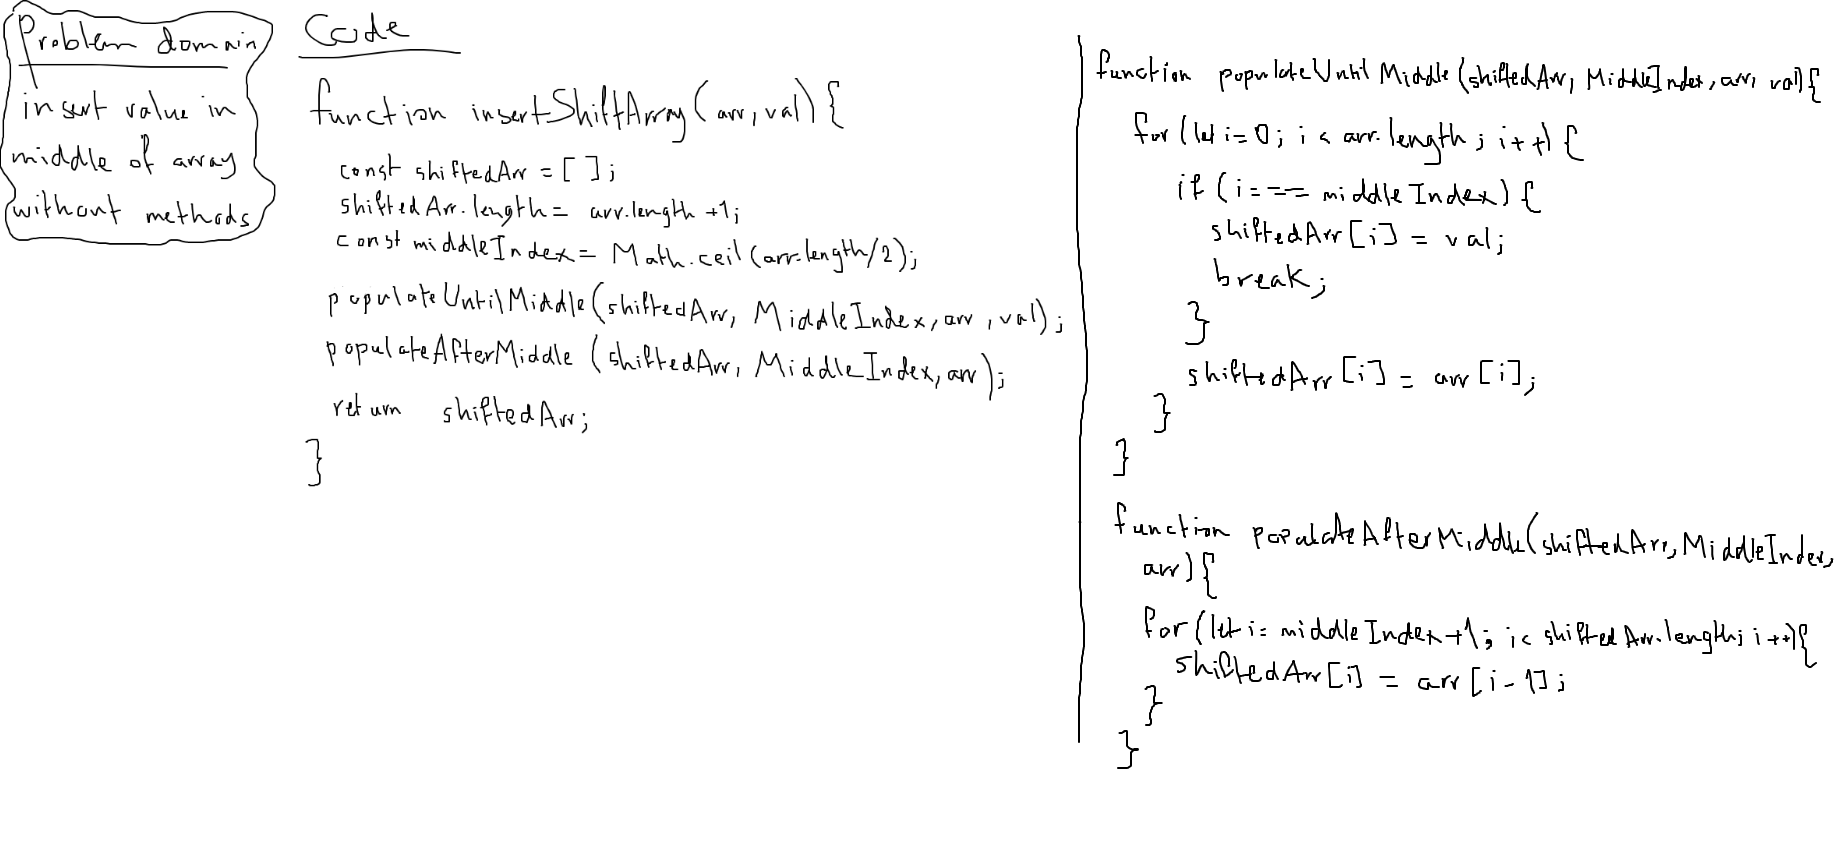 Problem domain
insert value in
middle of array
without methods
Code
function insertShiftArray(arr, val) {
const shiftedArr = [ ];
shiftedArr.length = arr.length +1;
const middleIndex = Math.ceil(arr.length/2);
populateUntilMiddle(shiftedArr, MiddleIndex, arr, val);
populateAfterMiddle (shiftedArr, MiddleIndex, arr);
return shiftedArr;
}
function populateUntilMiddle(shiftedArr, MiddleIndex, arr, val){
for (let i=0; i < arr.length; i++) {
if (i === middleIndex) {
shiftedArr[i] = val;
break;
}
shiftedArr[i] = arr[i];
}
}
function populateAfterMiddle(shiftedArr, MiddleIndex,
arr){
for (let i= middleIndex+1; i< shiftedArr.length; i++){
shiftedArr[i] = arr[i-1];
}
}